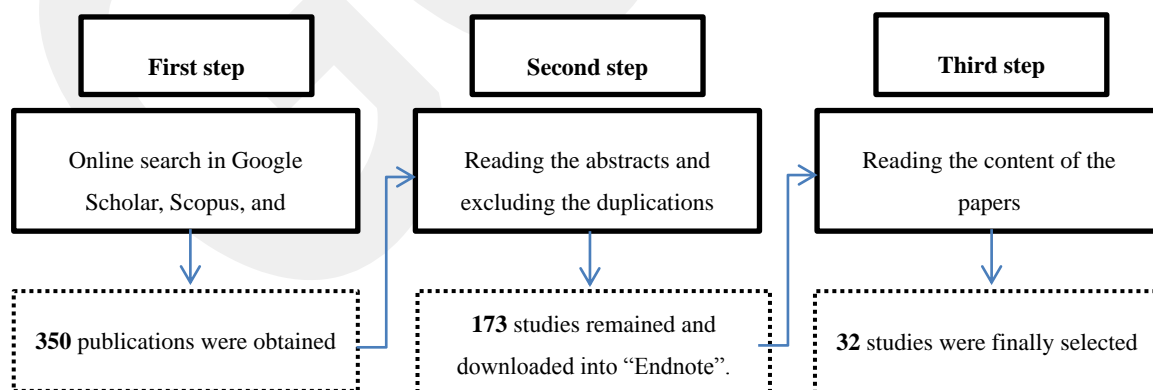 First step
Online search in Google
Scholar, Scopus, and
350 publications were obtained
Second step
Reading the abstracts and
excluding the duplications
173 studies remained and
downloaded into “Endnote”.
Third step
Reading the content of the
papers
32 studies were finally selected